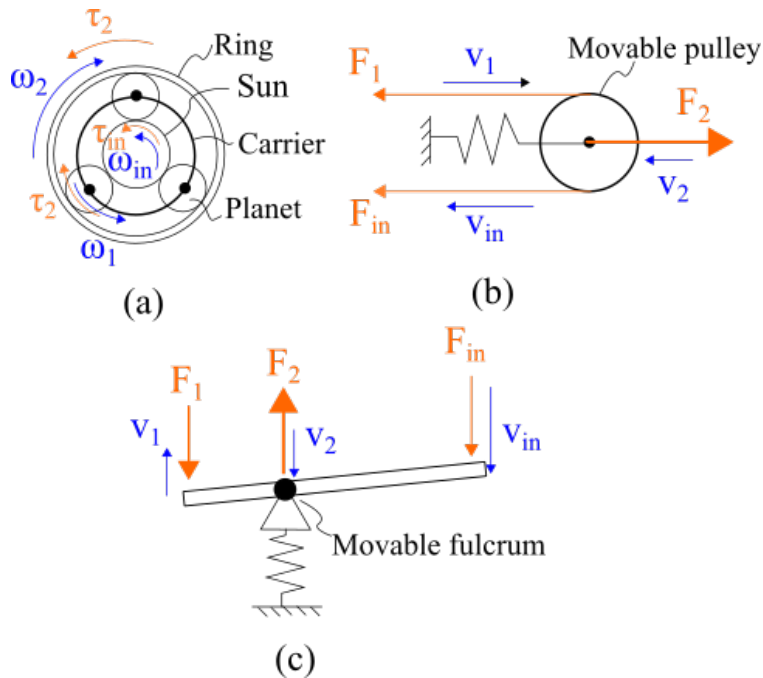 τ₂
Ring
ω₂
Sun
τᵢₙ
Carrier
ωᵢₙ
τ₂
Planet
ω₁
(a)
Movable pulley
F₁
v₁
F₂
v₂
Fᵢₙ
vᵢₙ
(b)
F₁
F₂
Fᵢₙ
v₁
v₂
vᵢₙ
Movable fulcrum
(c)